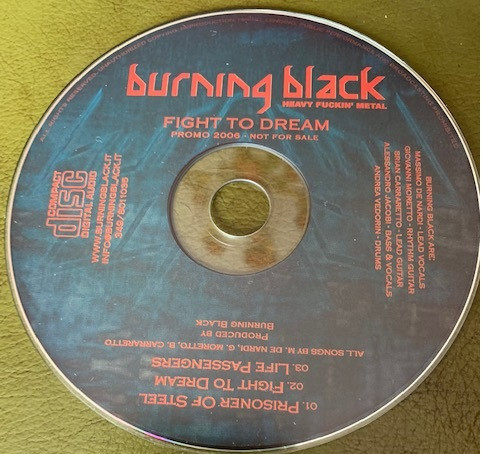 burning black
HEAVY FUCKIN' METAL
FIGHT TO DREAM
PROMO 2006 - NOT FOR SALE
COMPACT
disc
DIGITAL AUDIO
WWW.BURNINGBLACK.IT
INFO@BURNINGBLACK.IT
349/6011035
BURNING BLACK ARE:
MASSIMO DE NARDI - LEAD VOCALS
GIOVANNI MORETTO - RHYTHM GUITAR
BRIAN CARRARETTO - LEAD GUITAR
ALESSANDRO JACOBI - BASS & VOCALS
ANDREA VEDORIN - DRUMS
01. PRISONER OF STEEL
02. FIGHT TO DREAM
03. LIFE PASSENGERS
ALL SONGS BY M. DE NARDI, G. MORETTO, B. CARRARETTO
PRODUCED BY
BURNING BLACK